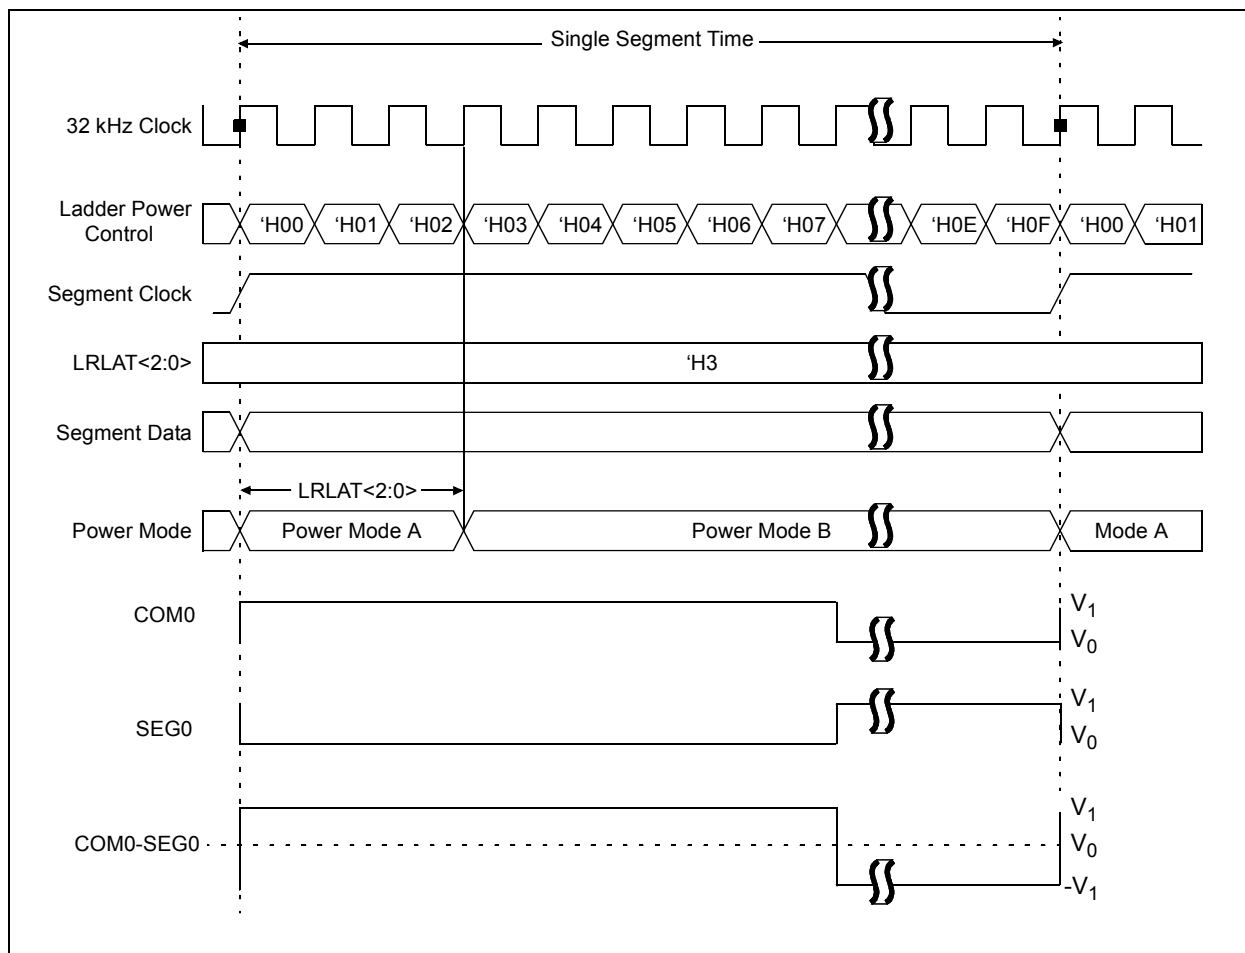 Single Segment Time
32 kHz Clock
Ladder Power
Control
‘H00 ‘H01 ‘H02 ‘H03 ‘H04 ‘H05 ‘H06 ‘H07 ‘H0E ‘H0F ‘H00 ‘H01
Segment Clock
LRLAT<2:0> ‘H3
Segment Data
LRLAT<2:0>
Power Mode Power Mode A Power Mode B Mode A
COM0 V1
V0
SEG0 V1
V0
V1
COM0-SEG0 V0
-V1